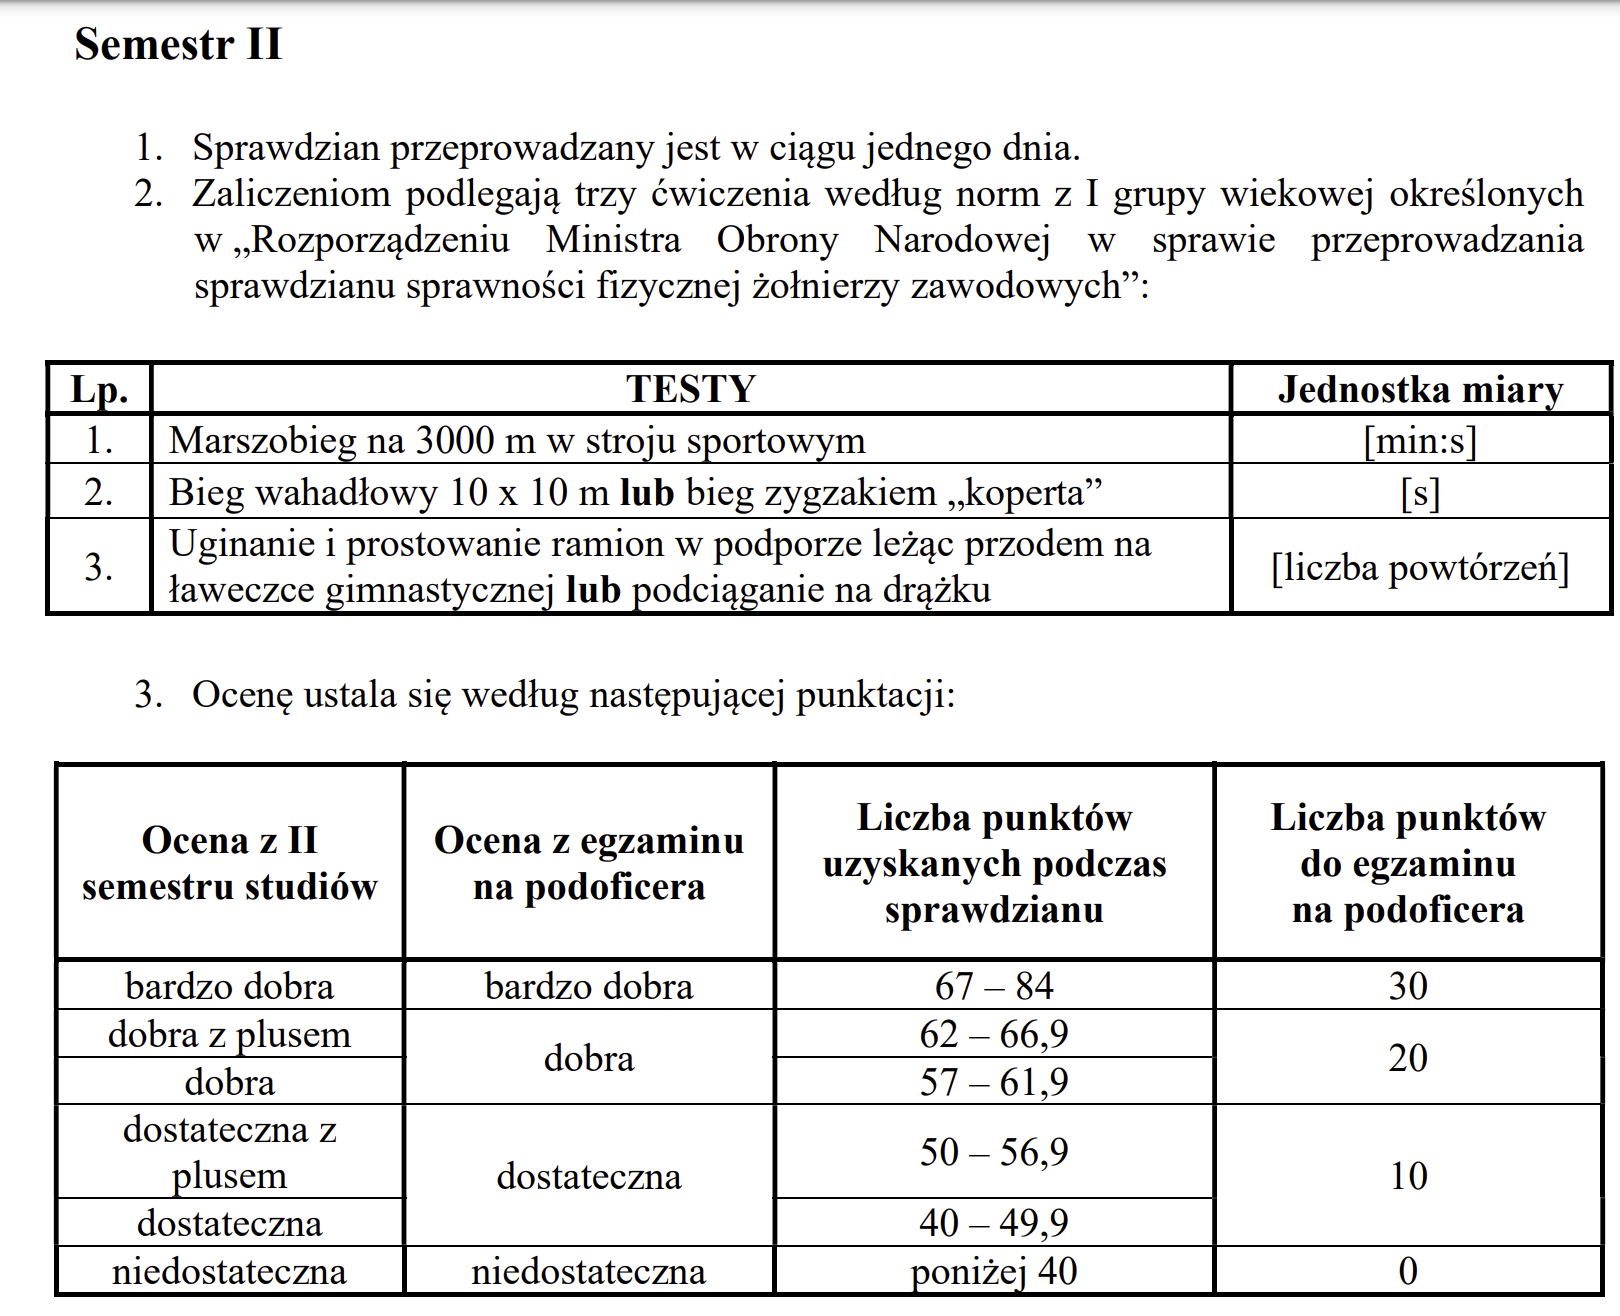 Semestr II
1. Sprawdzian przeprowadzany jest w ciągu jednego dnia.
2. Zaliczeniom podlegają trzy ćwiczenia według norm z I grupy wiekowej określonych
w „Rozporządzeniu Ministra Obrony Narodowej w sprawie przeprowadzania
sprawdzianu sprawności fizycznej żołnierzy zawodowych”:
Lp. TESTY Jednostka miary
1. Marszobieg na 3000 m w stroju sportowym [min:s]
2. Bieg wahadłowy 10 x 10 m lub bieg zygzakiem „koperta” [s]
3. Uginanie i prostowanie ramion w podporze leżąc przodem na
ławeczce gimnastycznej lub podciąganie na drążku [liczba powtórzeń]
3. Ocenę ustala się według następującej punktacji:
Ocena z II
semestru studiów
Ocena z egzaminu
na podoficera
Liczba punktów
uzyskanych podczas
sprawdzianu
Liczba punktów
do egzaminu
na podoficera
bardzo dobra bardzo dobra 67 – 84 30
dobra z plusem dobra 62 – 66,9 20
dobra 57 – 61,9
dostateczna z
plusem dostateczna 50 – 56,9 10
dostateczna 40 – 49,9
niedostateczna niedostateczna poniżej 40 0